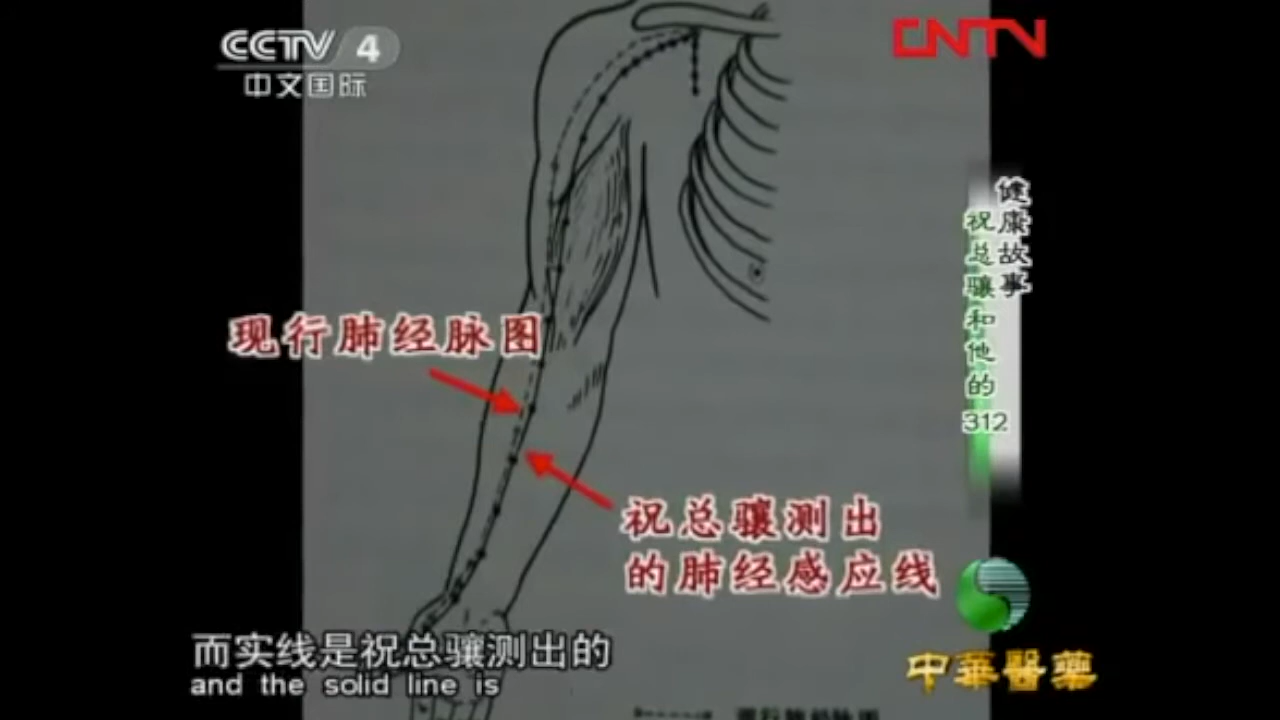 CCTV 4
中文国际
CNTV
健康故事
祝总骧和他的312
现行肺经脉图
祝总骧测出
的肺经感应线
中華醫藥
而实线是祝总骧测出的
and the solid line is